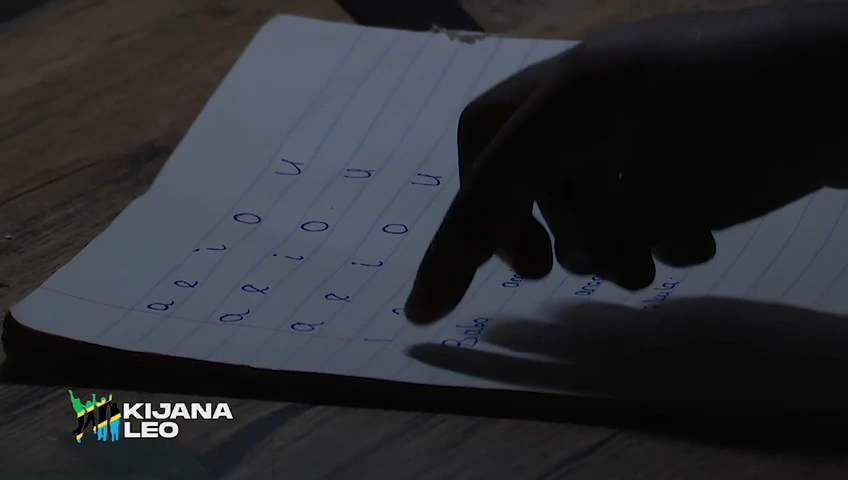 a e i o u
a e i o u
a e i o u
Baba
KIJANA
LEO